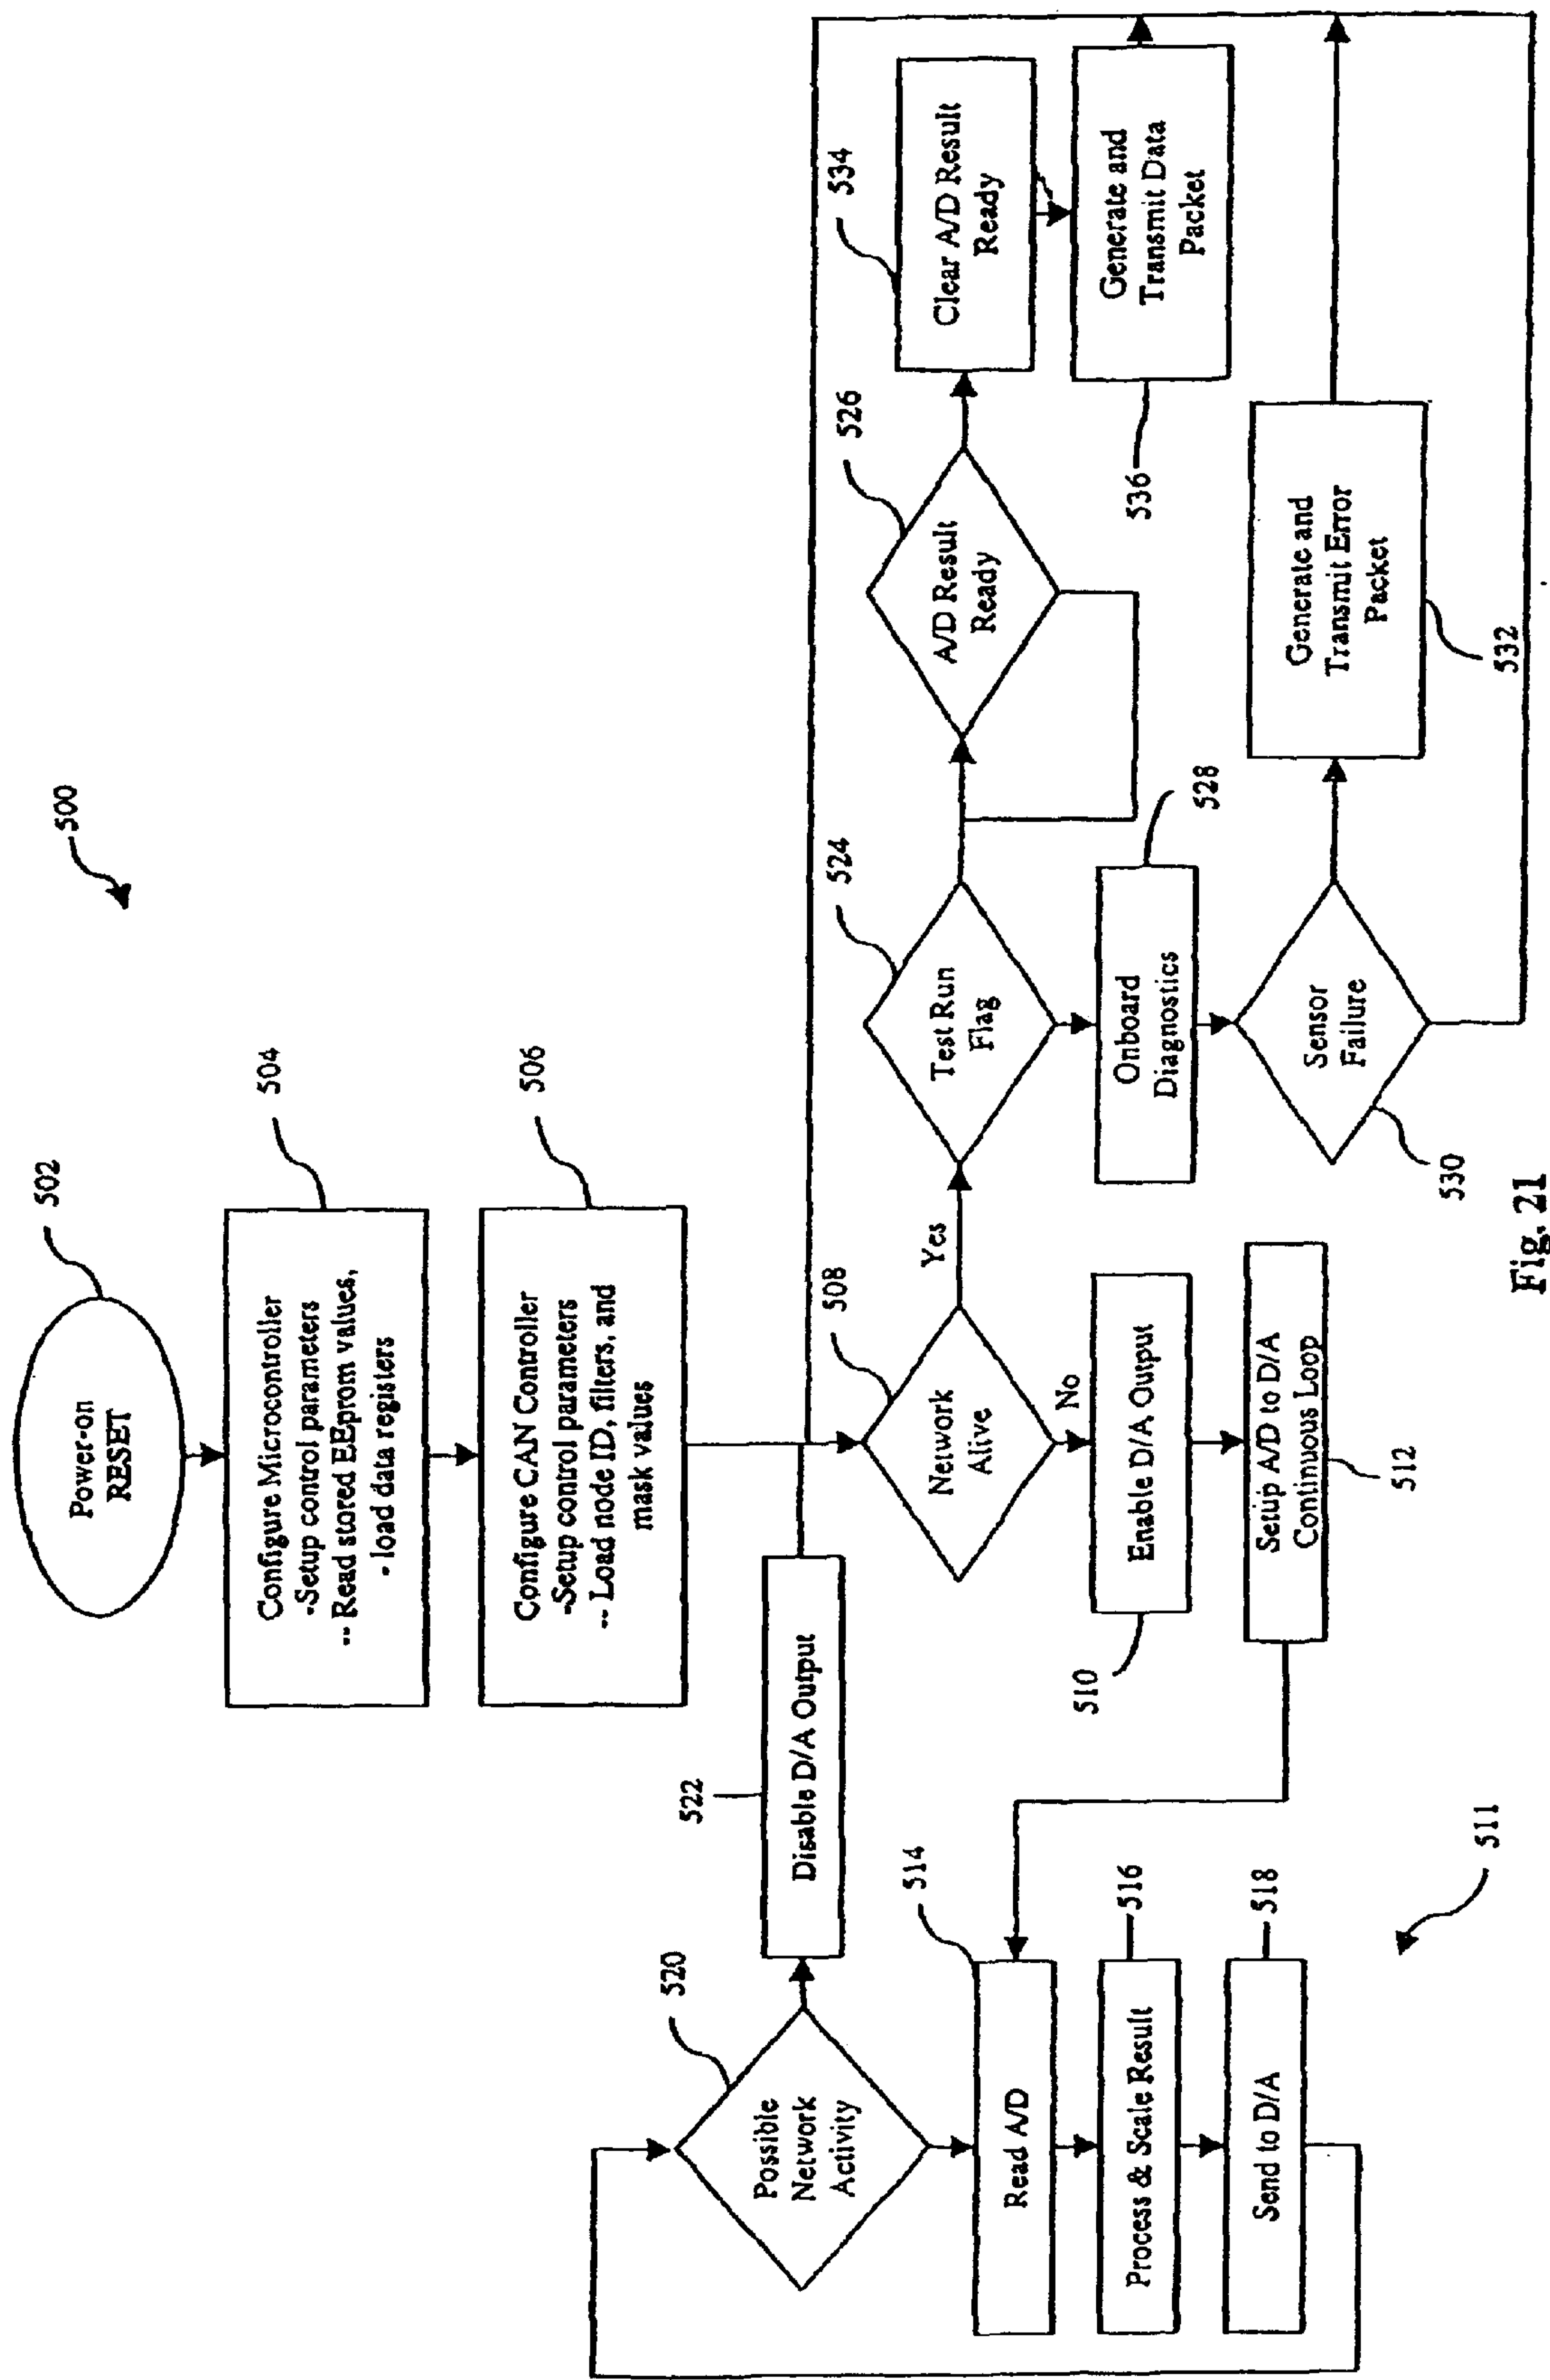 500
502
Power-on
RESET
504
Configure Microcontroller
-Setup control parameters
-- Read stored EEprom values,
- load data registers
506
Configure CAN Controller
-Setup control parameters
-- Load node ID, filters, and
mask values
520
Possible
Network
Activity
522
Disable D/A Output
508
Network
Alive
Yes
No
524
Test Run
Flag
526
A/D Result
Ready
534
Clear A/D Result
Ready
514
Read A/D
516
Process & Scale Result
518
Send to D/A
510
Enable D/A Output
512
Setup A/D to D/A
Continuous Loop
528
Onboard
Diagnostics
530
Sensor
Failure
532
Generate and
Transmit Error
Packet
536
Generate and
Transmit Data
Packet
511
Fig. 21